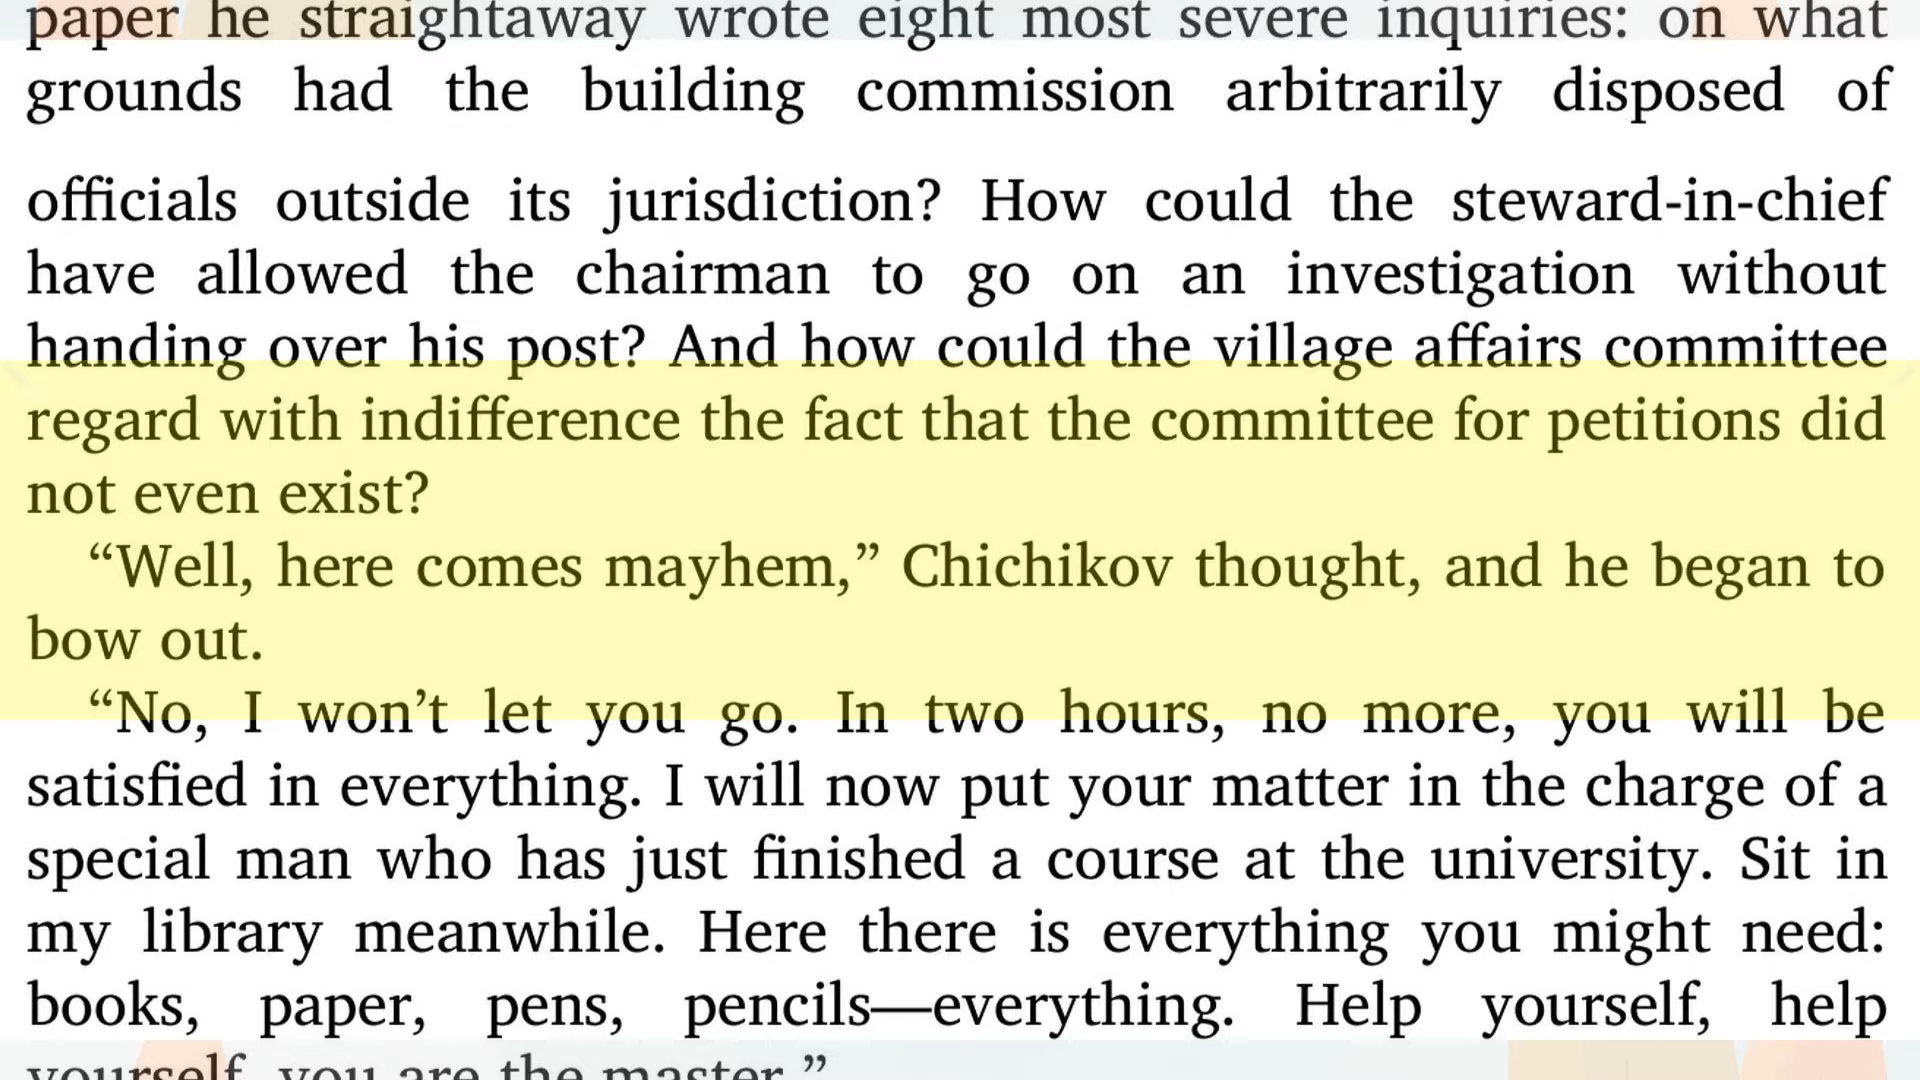 paper he straightaway wrote eight most severe inquiries: on what
grounds had the building commission arbitrarily disposed of
officials outside its jurisdiction? How could the steward-in-chief
have allowed the chairman to go on an investigation without
handing over his post? And how could the village affairs committee
regard with indifference the fact that the committee for petitions did
not even exist?
“Well, here comes mayhem,” Chichikov thought, and he began to
bow out.
“No, I won’t let you go. In two hours, no more, you will be
satisfied in everything. I will now put your matter in the charge of a
special man who has just finished a course at the university. Sit in
my library meanwhile. Here there is everything you might need:
books, paper, pens, pencils—everything. Help yourself, help
yourself, you are the master.”